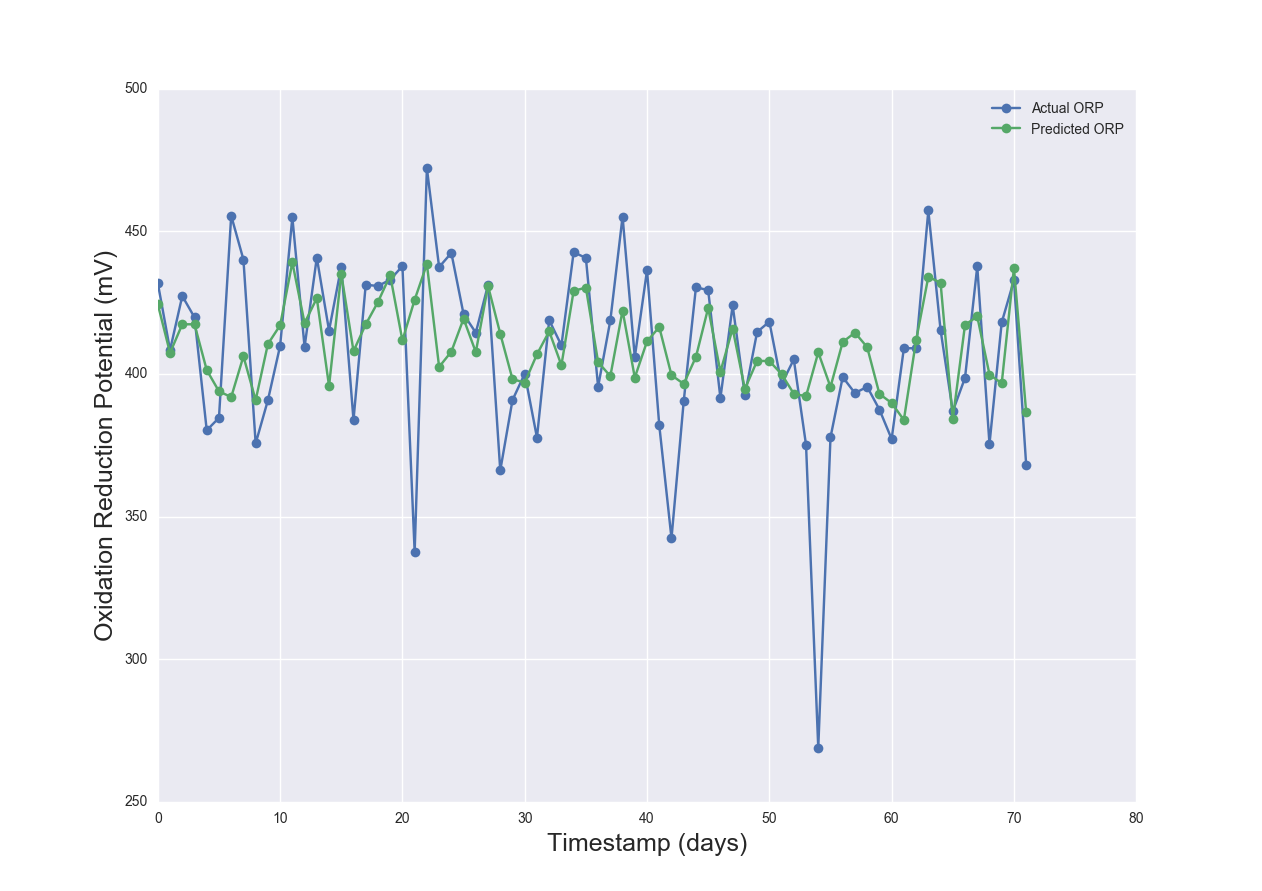 500
450
400
350
300
250
0 10 20 30 40 50 60 70 80
Oxidation Reduction Potential (mV)
Timestamp (days)
Actual ORP
Predicted ORP